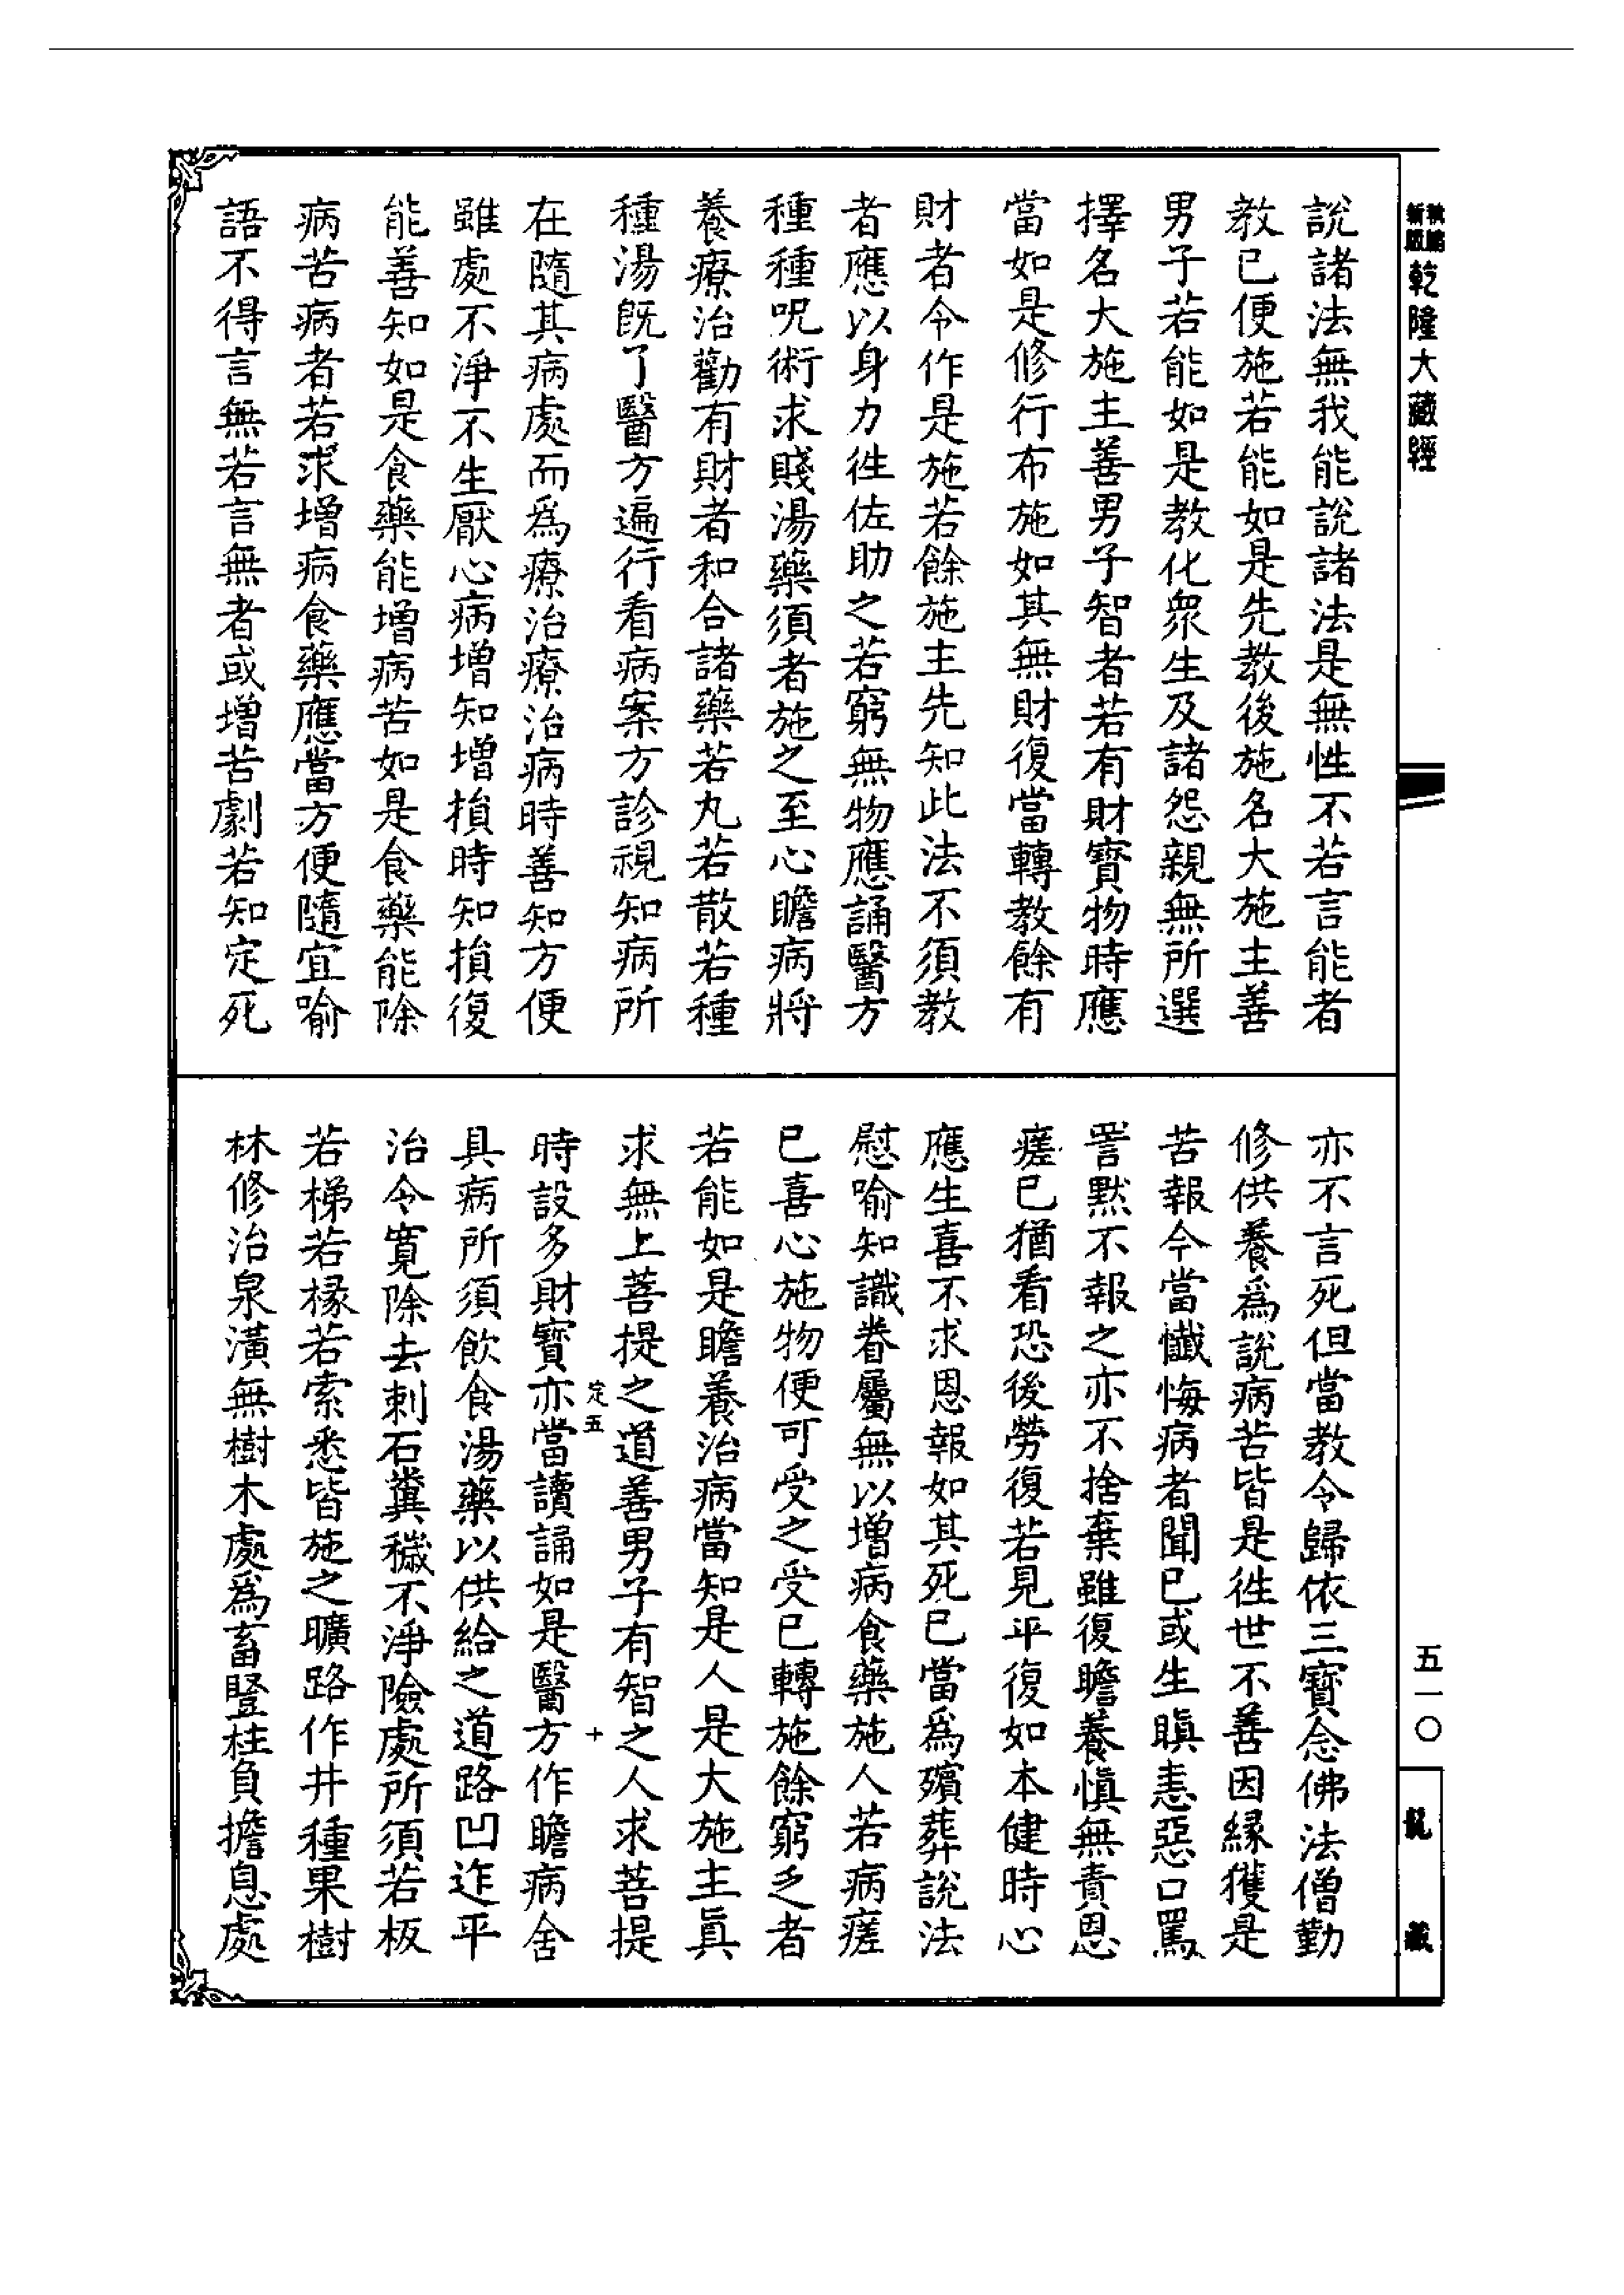 乾隆大藏經
說諸法無我能說諸法是無性不若言能者
教已便施若能如是先教後施名大施主善
男子若能如是教化衆生及諸怨親無所選
擇名大施主善男子智者若有財寳物時應
當如是修行布施如其無財復當轉教餘有
財者令作是施若餘施主先知此法不須教
者應以身力徃佐助之若窮無物應誦醫方
種種呪術求賤湯藥須者施之至心瞻病將
養療治勸有財者和合諸藥若丸若散若種
種湯旣了醫方遍行看病案方診視知病所
在隨其病處而爲療治療治病時善知方便
雖處不淨不生厭心病增知增損時知損復
能善知如是食藥能增病苦如是食藥能除
病苦病者若求增病食藥應當方便隨宜喻
語不得言無若言無者或增苦劇若知定死
亦不言死但當教令歸依三寳念佛法僧勤
修供養爲說病苦皆是徃世不善因緣獲是
苦報今當懺悔病者聞已或生瞋恚惡口罵
詈默不報之亦不捨棄雖復瞻養愼無責恩
瘥已猶看恐後勞復若見平復如本健時心
應生喜不求恩報如其死已當爲殯葬說法
慰喻知識眷屬無以增病食藥施人若病瘥
已喜心施物便可受之受已轉施餘窮乏者
若能如是瞻養治病當知是人是大施主眞
求無上菩提之道善男子有智之人求菩提
定五 十
時設多財寳亦當讀誦如是醫方作瞻病舍
具病所須飲食湯藥以供給之道路凹迮平
治令寬除去刺石糞穢不淨險處所須若板
若梯若椽若索悉皆施之曠路作井種果樹
林修治泉潢無樹木處爲畜竪柱負擔息處
五一〇
龍藏